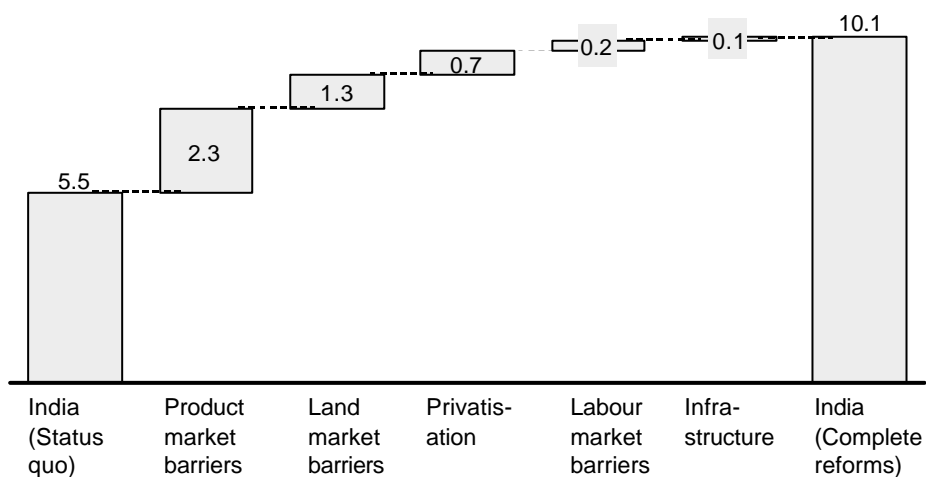 10.1
0.2
0.1
0.7
1.3
2.3
5.5
India
(Status
quo)
Product
market
barriers
Land
market
barriers
Privatis-
ation
Labour
market
barriers
Infra-
structure
India
(Complete
reforms)